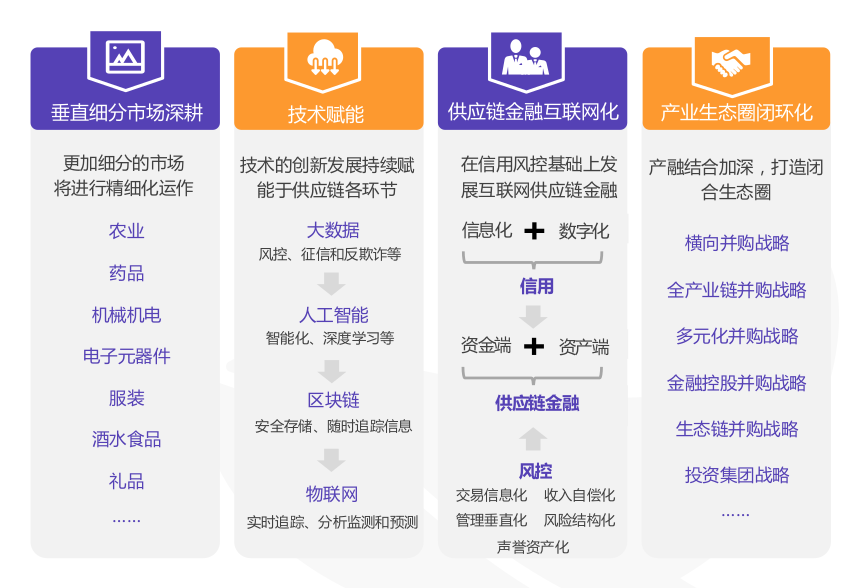 垂直细分市场深耕
更加细分的市场
将进行精细化运作
农业
药品
机械机电
电子元器件
服装
酒水食品
礼品
……
技术赋能
技术的创新发展持续赋
能于供应链各环节
大数据
风控、征信和反欺诈等
人工智能
智能化、深度学习等
区块链
安全存储、随时追踪信息
物联网
实时追踪、分析监测和预测
供应链金融互联网化
在信用风控基础上发
展互联网供应链金融
信息化 + 数字化
信用
资金端 + 资产端
供应链金融
风控
交易信息化 收入自偿化
管理垂直化 风险结构化
声誉资产化
产业生态圈闭环化
产融结合加深，打造闭
合生态圈
横向并购战略
全产业链并购战略
多元化并购战略
金融控股并购战略
生态链并购战略
投资集团战略
……